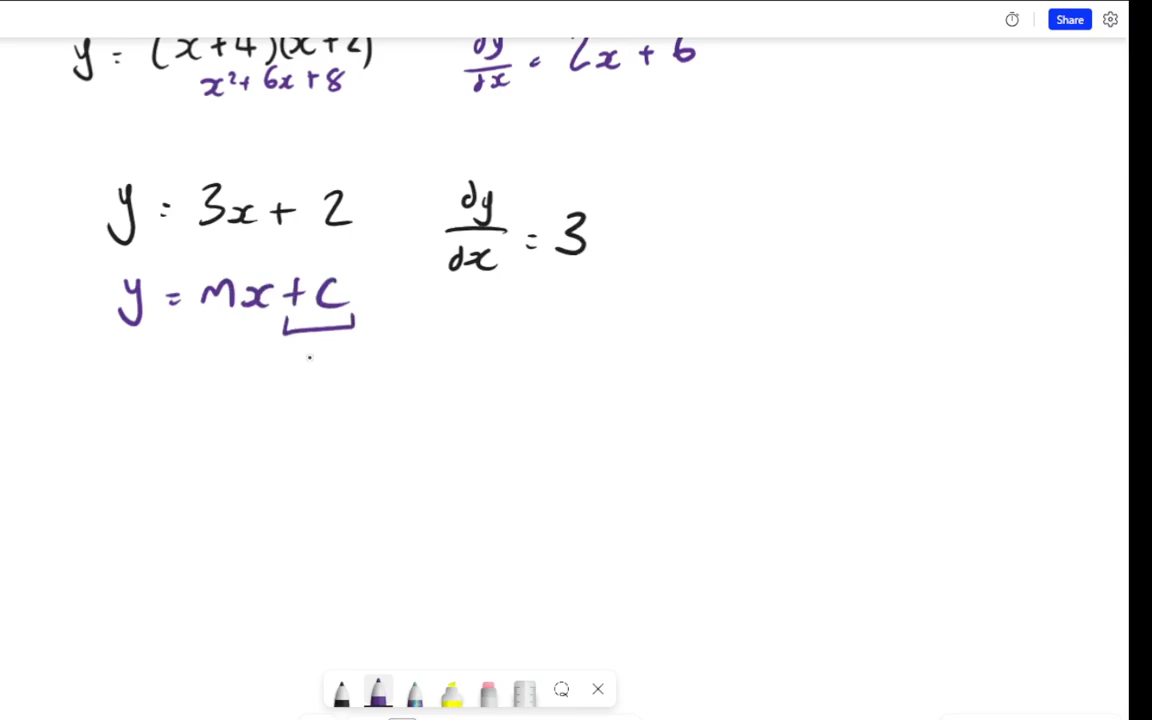 Share
y = (x+4)(x+2) dy/dx = 2x + 6
x²+ 6x + 8
y = 3x + 2 dy/dx = 3
y = mx + c